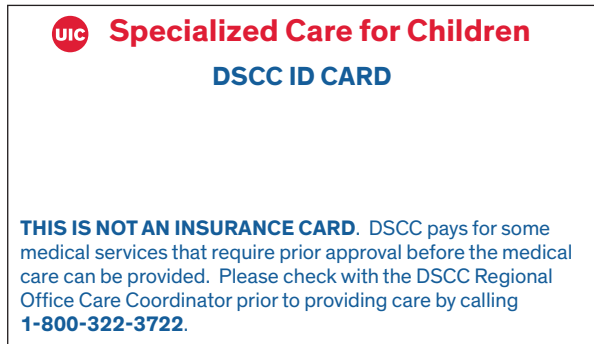 UIC Specialized Care for Children
DSCC ID CARD
THIS IS NOT AN INSURANCE CARD. DSCC pays for some
medical services that require prior approval before the medical
care can be provided. Please check with the DSCC Regional
Office Care Coordinator prior to providing care by calling
1-800-322-3722.